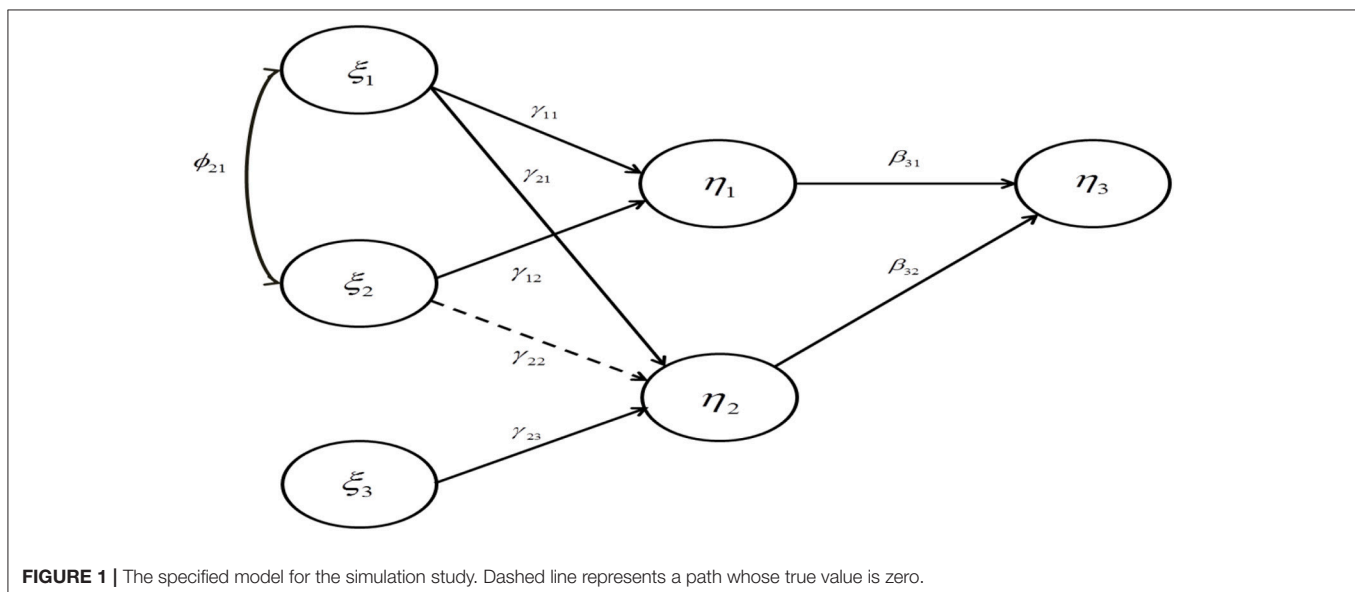 ξ₁
γ₁₁
ϕ₂₁
γ₂₁
η₁
β₃₁
η₃
ξ₂
γ₁₂
β₃₂
γ₂₂
η₂
γ₂₃
ξ₃
FIGURE 1 | The specified model for the simulation study. Dashed line represents a path whose true value is zero.